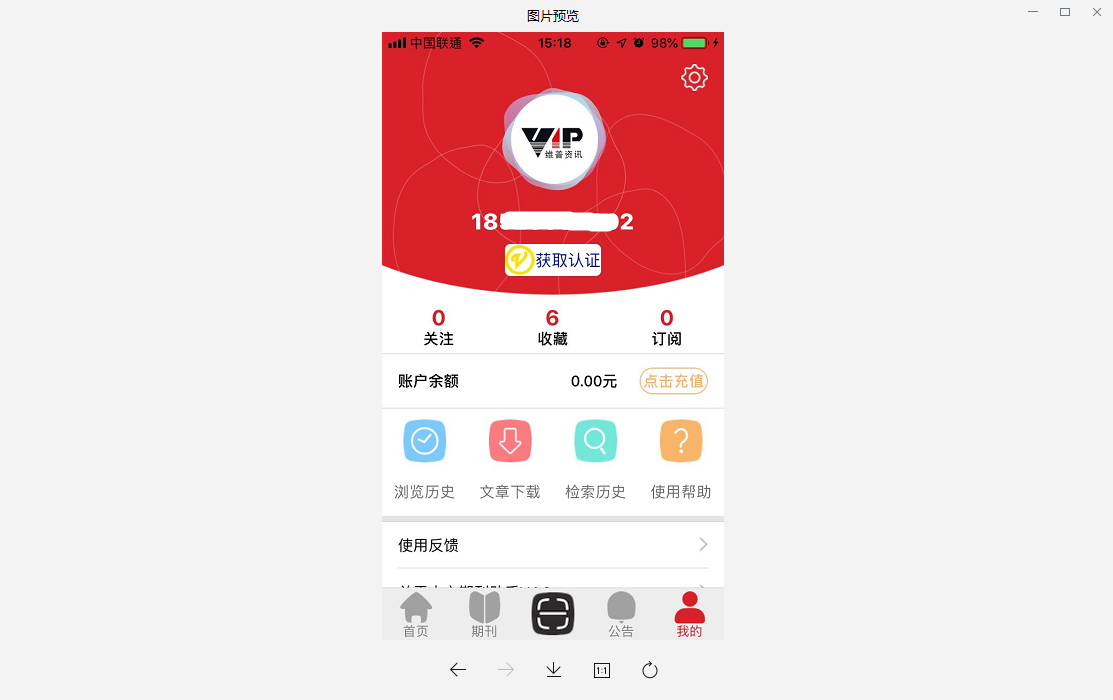 图片预览
中国联通 15:18 98%
VIP
维普资讯
获取认证
0 6 0
关注 收藏 订阅
账户余额 0.00元 点击充值
浏览历史 文章下载 检索历史 使用帮助
使用反馈
首页 期刊 公告 我的
1:1